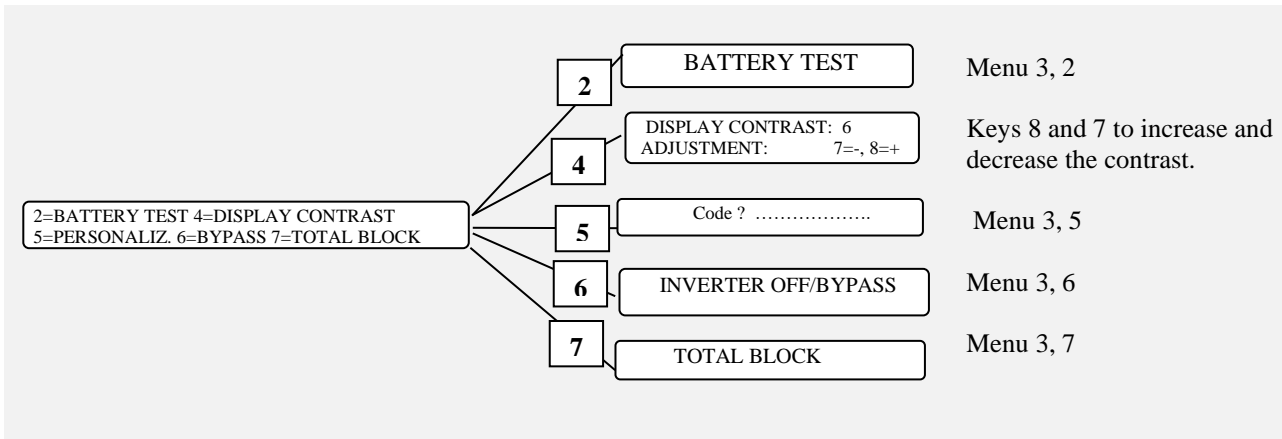 2
BATTERY TEST
Menu 3, 2
4
DISPLAY CONTRAST: 6
ADJUSTMENT: 7=-, 8=+
Keys 8 and 7 to increase and
decrease the contrast.
2=BATTERY TEST 4=DISPLAY CONTRAST
5=PERSONALIZ. 6=BYPASS 7=TOTAL BLOCK
5
Code ? ……………….
Menu 3, 5
6
INVERTER OFF/BYPASS
Menu 3, 6
7
TOTAL BLOCK
Menu 3, 7